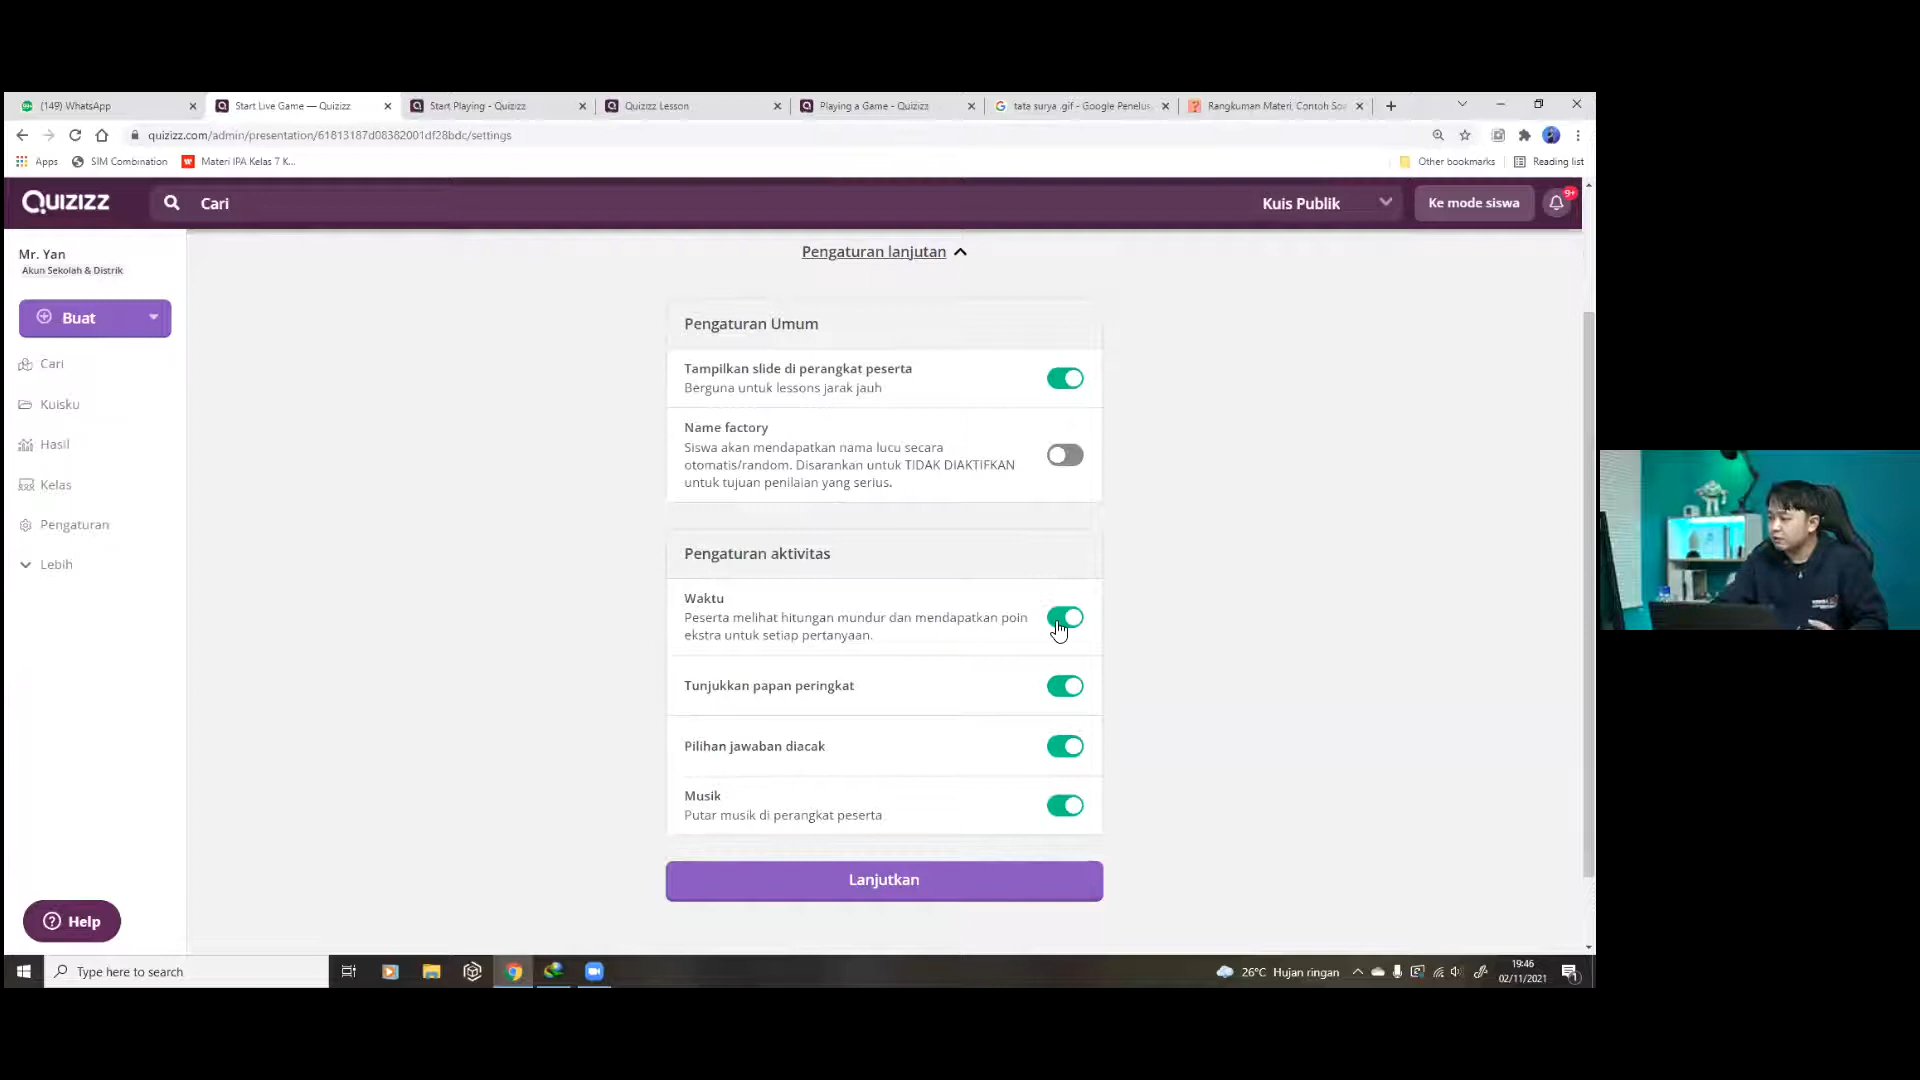 (149) WhatsApp
Start Live Game — Quizizz
Start Playing - Quizizz
Quizizz Lesson
Playing a Game - Quizizz
tata surya .gif - Google Penelus
Rangkuman Materi, Contoh Soa
quizizz.com/admin/presentation/61813187d08382001df28bdc/settings
Apps
SIM Combination
Materi IPA Kelas 7 K...
Other bookmarks
Reading list
QUIZIZZ
Cari
Kuis Publik
Ke mode siswa
9+
Mr. Yan
Akun Sekolah & Distrik
Buat
Cari
Kuisku
Hasil
Kelas
Pengaturan
Lebih
Help
Pengaturan lanjutan
Pengaturan Umum
Tampilkan slide di perangkat peserta
Berguna untuk lessons jarak jauh
Name factory
Siswa akan mendapatkan nama lucu secara
otomatis/random. Disarankan untuk TIDAK DIAKTIFKAN
untuk tujuan penilaian yang serius.
Pengaturan aktivitas
Waktu
Peserta melihat hitungan mundur dan mendapatkan poin
ekstra untuk setiap pertanyaan.
Tunjukkan papan peringkat
Pilihan jawaban diacak
Musik
Putar musik di perangkat peserta
Lanjutkan
Type here to search
26°C Hujan ringan
19:46
02/11/2021
1